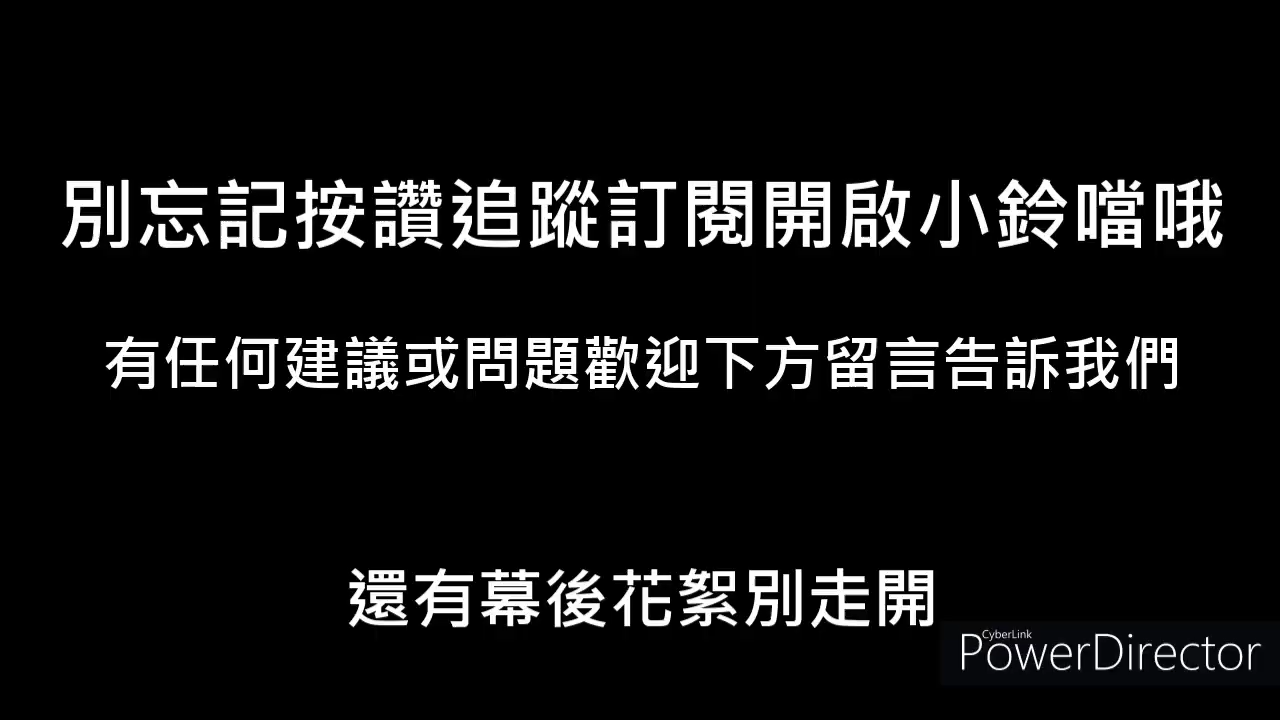 別忘記按讚追蹤訂閱開啟小鈴噹哦
有任何建議或問題歡迎下方留言告訴我們
還有幕後花絮別走開
CyberLink
PowerDirector